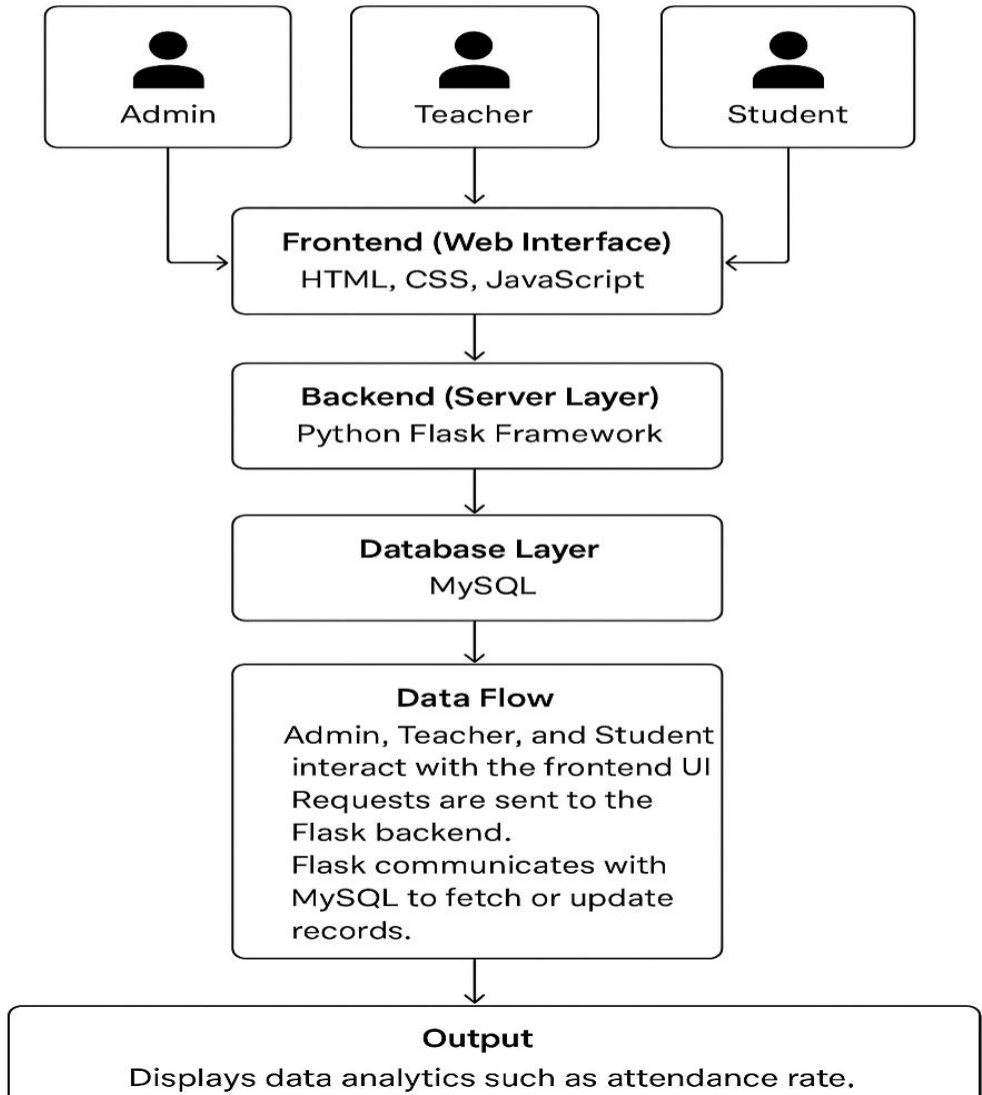 Admin
Teacher
Student
Frontend (Web Interface)
HTML, CSS, JavaScript
Backend (Server Layer)
Python Flask Framework
Database Layer
MySQL
Data Flow
Admin, Teacher, and Student
interact with the frontend UI
Requests are sent to the
Flask backend.
Flask communicates with
MySQL to fetch or update
records.
Output
Displays data analytics such as attendance rate.